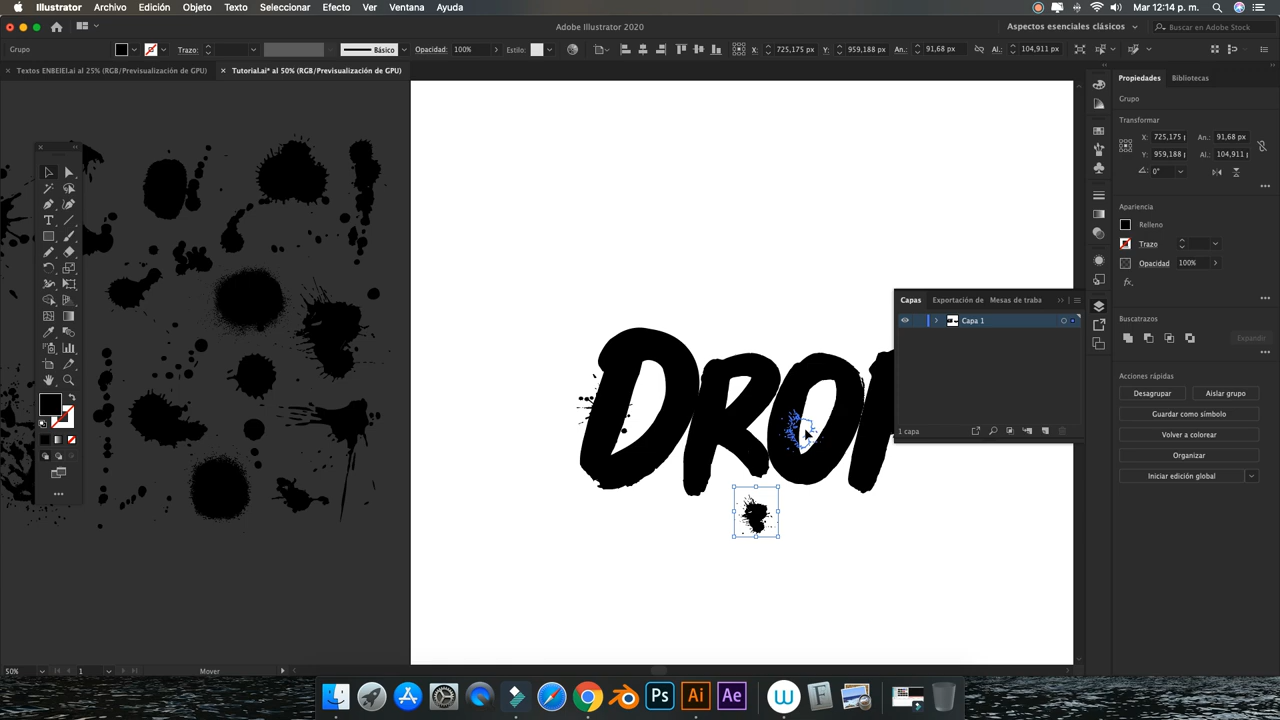 Illustrator Archivo Edición Objeto Texto Seleccionar Efecto Ver Ventana Ayuda Mar 12:14 p. m.
Adobe Illustrator 2020 Aspectos esenciales clásicos Buscar en Adobe Stock
Grupo Trazo: Básico Opacidad: 100% Estilo: X: 725,175 px Y: 959,188 px An.: 91,68 px Al.: 104,911 px
× Textos ENBEIEI.ai al 25% (RGB/Previsualización de GPU) × Tutorial.ai* al 50% (RGB/Previsualización de GPU)
Propiedades Bibliotecas
Grupo
Transformar
X: 725,175 An.: 91,68 px
Y: 959,188 Al.: 104,911
0°
Apariencia
Relleno
Trazo
Opacidad 100%
fx.
Buscatrazos
Expandir
Acciones rápidas
Desagrupar Aislar grupo
Guardar como símbolo
Volver a colorear
Organizar
Iniciar edición global
Capas Exportación de Mesas de traba
Capa 1
1 capa
DROP
50% 1 Mover
Ps Ai Ae W F